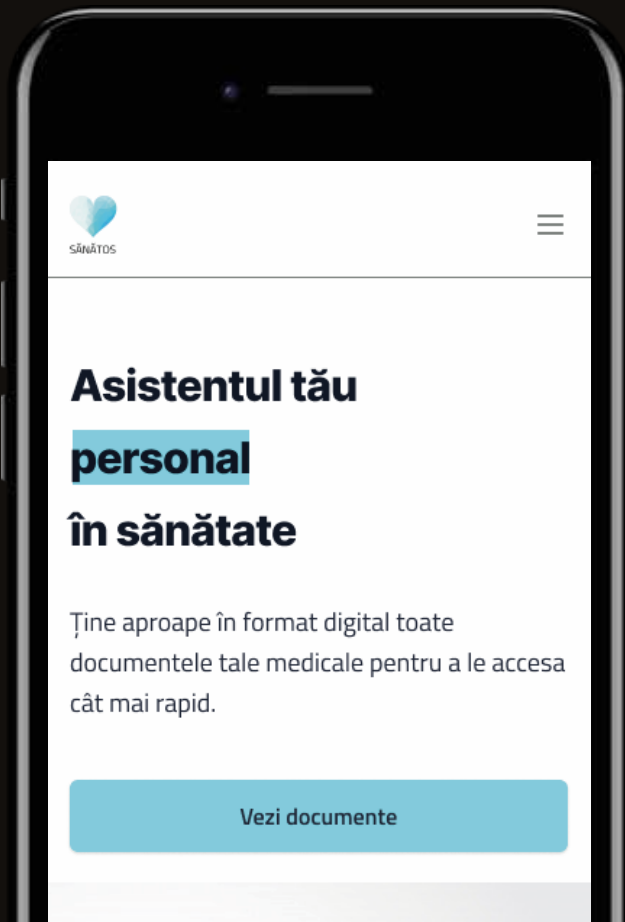 SĂNĂTOS
Asistentul tău
personal
în sănătate
Ține aproape în format digital toate
documentele tale medicale pentru a le accesa
cât mai rapid.
Vezi documente